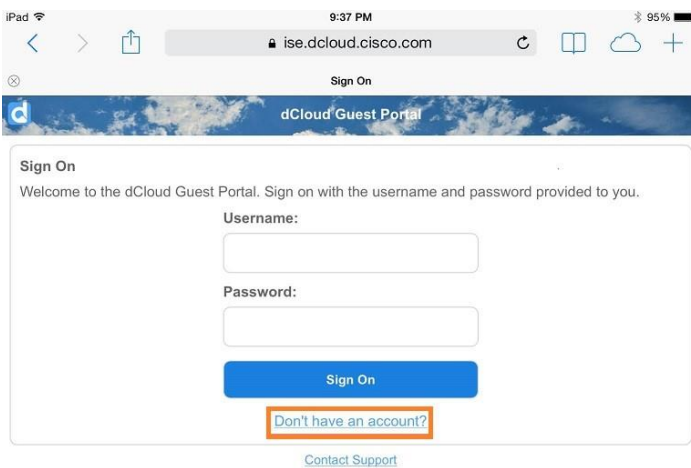 iPad 9:37 PM 95%
ise.dcloud.cisco.com
Sign On
d dCloud Guest Portal
Sign On
Welcome to the dCloud Guest Portal. Sign on with the username and password provided to you.
Username:
Password:
Sign On
Don't have an account?
Contact Support